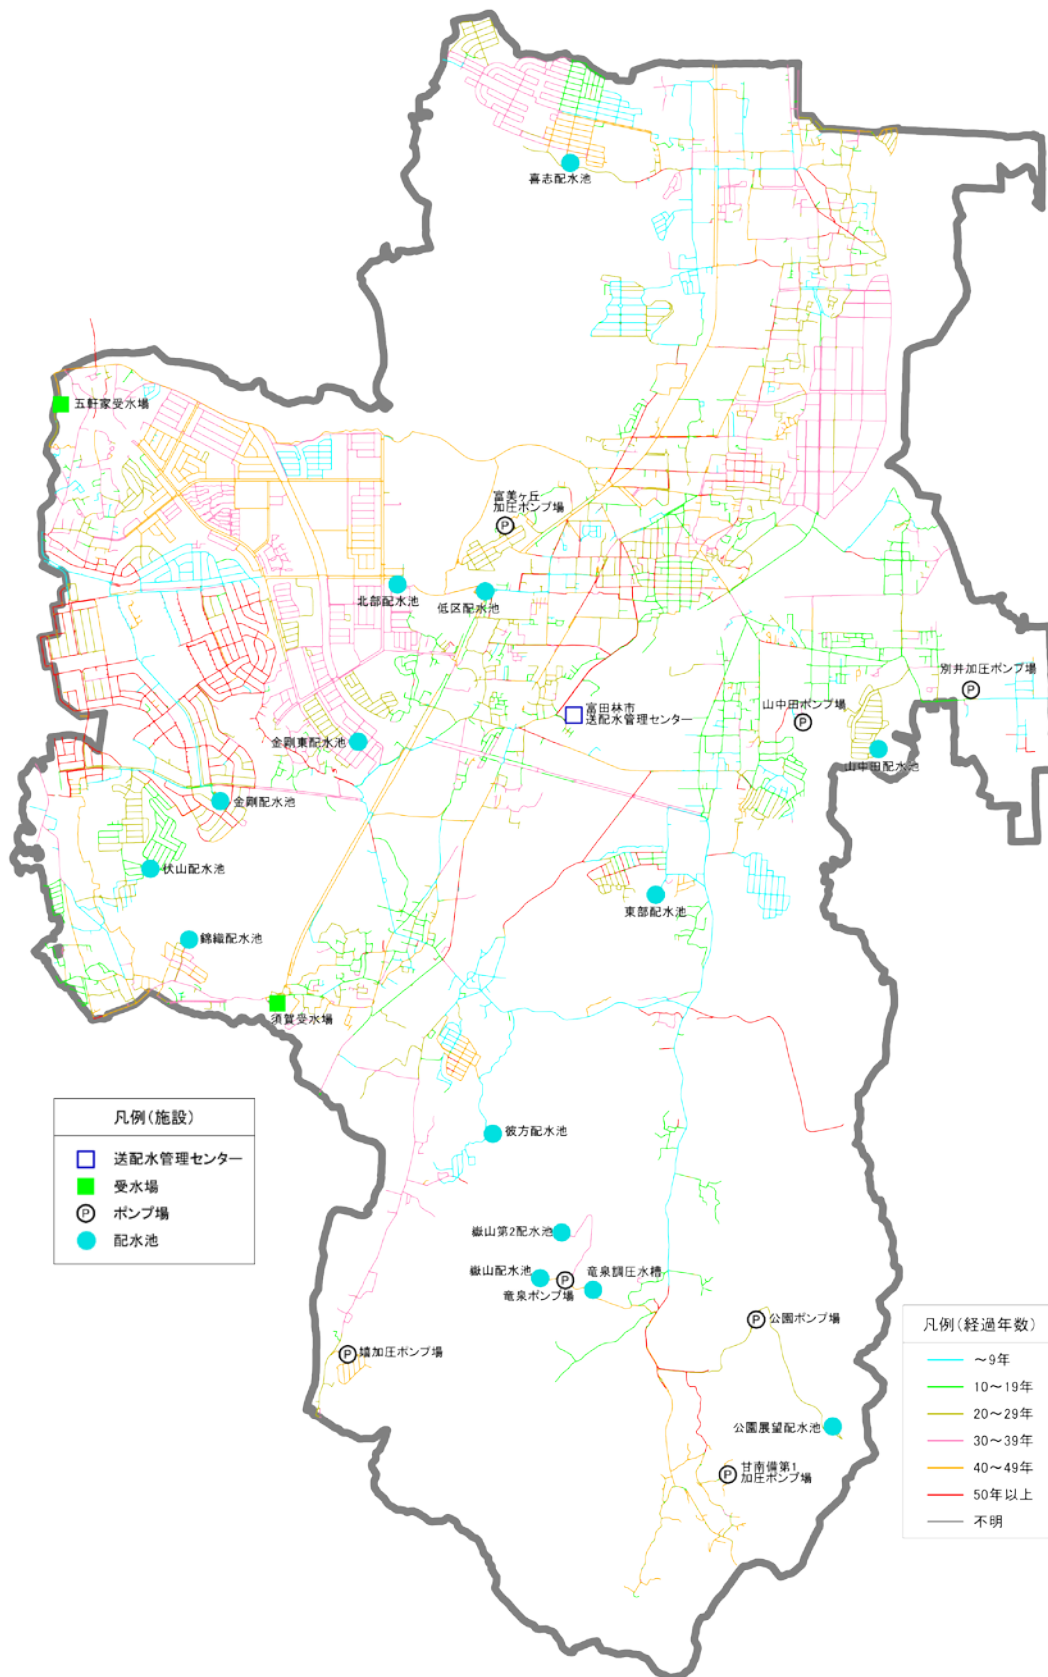 喜志配水池
五軒家受水場
富美ヶ丘
加圧ポンプ場
北部配水池
低区配水池
別井加圧ポンプ場
山中田ポンプ場
富田林市
送配水管理センター
金剛東配水池
山中田配水池
金剛配水池
伏山配水池
東部配水池
錦織配水池
須賀受水場
凡例(施設)
送配水管理センター
受水場
P ポンプ場
配水池
彼方配水池
嶽山第2配水池
嶽山配水池
竜泉調圧水槽
竜泉ポンプ場
公園ポンプ場
嬉加圧ポンプ場
公園展望配水池
甘南備第1
加圧ポンプ場
凡例(経過年数)
～9年
10～19年
20～29年
30～39年
40～49年
50年以上
不明